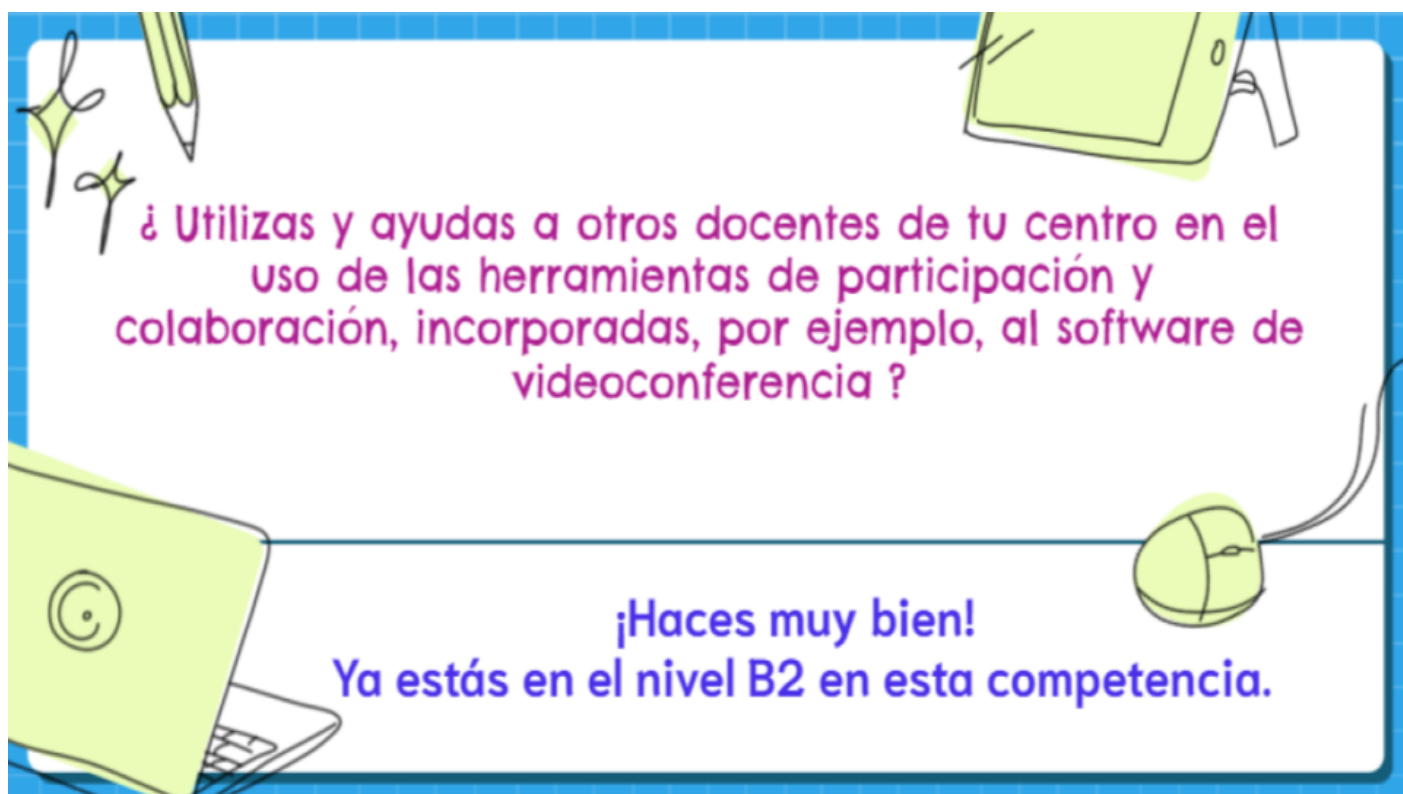 ¿ Utilizas y ayudas a otros docentes de tu centro en el
uso de las herramientas de participación y
colaboración, incorporadas, por ejemplo, al software de
videoconferencia ?
¡Haces muy bien!
Ya estás en el nivel B2 en esta competencia.